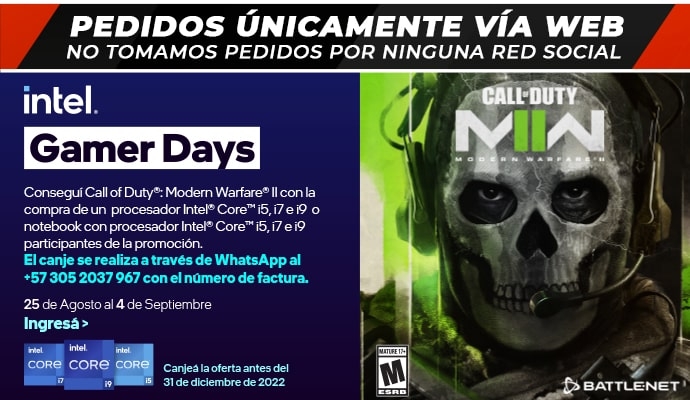 PEDIDOS ÚNICAMENTE VÍA WEB
NO TOMAMOS PEDIDOS POR NINGUNA RED SOCIAL
intel.
Gamer Days
Conseguí Call of Duty®: Modern Warfare® II con la
compra de un procesador Intel® Core™ i5, i7 e i9 o
notebook con procesador Intel® Core™ i5, i7 e i9
participantes de la promoción.
El canje se realiza a través de WhatsApp al
+57 305 2037 967 con el número de factura.
25 de Agosto al 4 de Septiembre
Ingresá >
intel.
CORE
i7
intel.
CORE
i9
intel.
CORE
i5
Canjeá la oferta antes del
31 de diciembre de 2022
CALL OF DUTY
MWII
MODERN WARFARE II
MATURE 17+
M
ESRB
BATTLE.NET